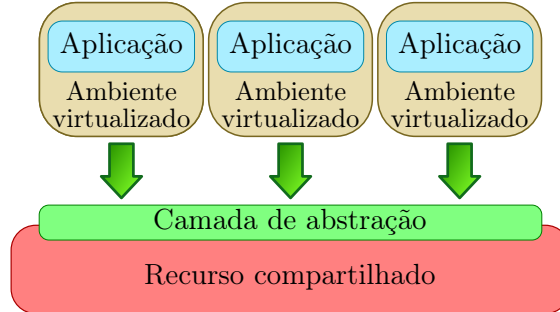 Aplicação
Aplicação
Aplicação
Ambiente
virtualizado
Ambiente
virtualizado
Ambiente
virtualizado
Camada de abstração
Recurso compartilhado